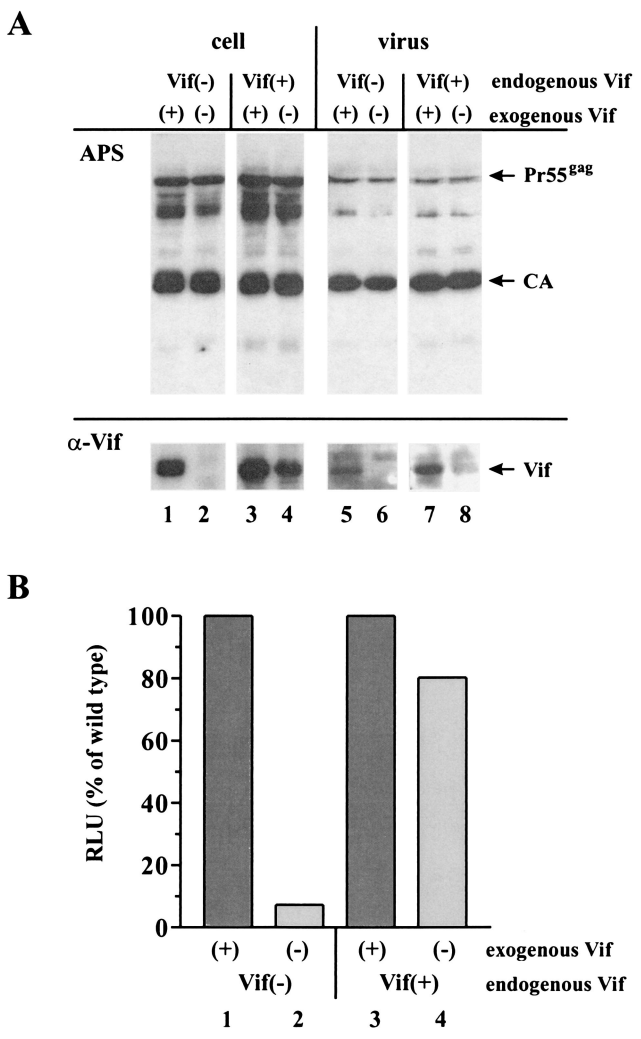 A
cell virus
Vif(-) Vif(+) Vif(-) Vif(+) endogenous Vif
(+) (-) (+) (-) (+) (-) (+) (-) exogenous Vif
APS
Pr55gag
CA
α-Vif
Vif
1 2 3 4 5 6 7 8
B
RLU (% of wild type)
100
80
60
40
20
0
(+) (-) (+) (-) exogenous Vif
Vif(-) Vif(+) endogenous Vif
1 2 3 4